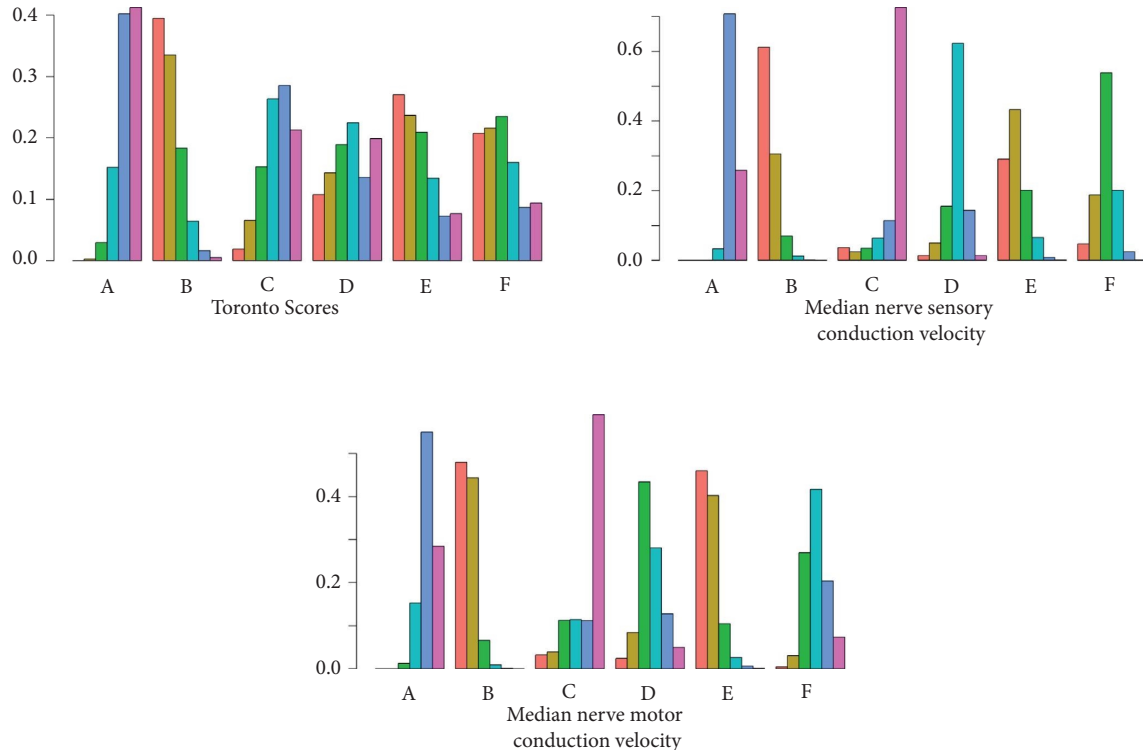 0.4
0.3
0.2
0.1
0.0
A B C D E F
Toronto Scores
0.6
0.4
0.2
0.0
A B C D E F
Median nerve sensory
conduction velocity
0.4
0.2
0.0
A B C D E F
Median nerve motor
conduction velocity